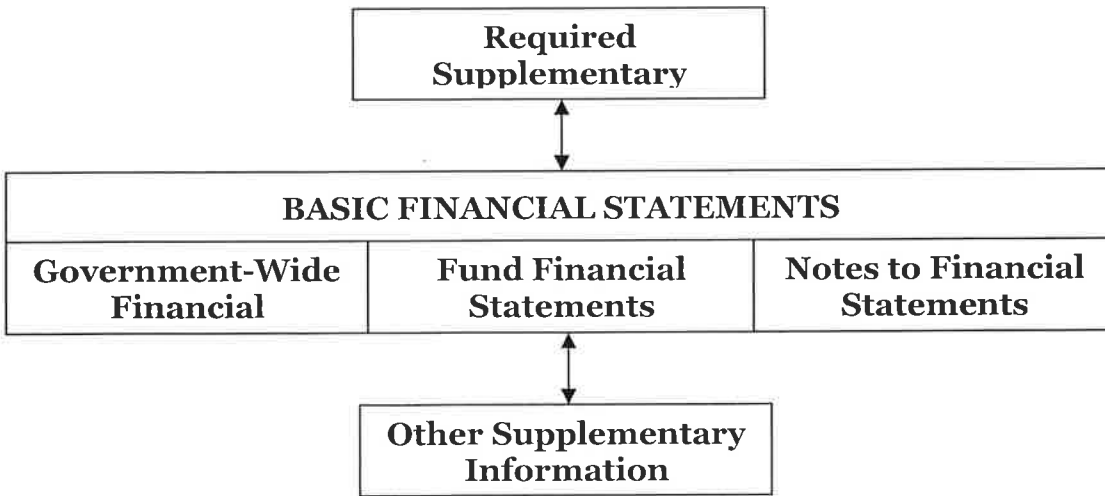 Required
Supplementary
BASIC FINANCIAL STATEMENTS
Government-Wide
Financial
Fund Financial
Statements
Notes to Financial
Statements
Other Supplementary
Information